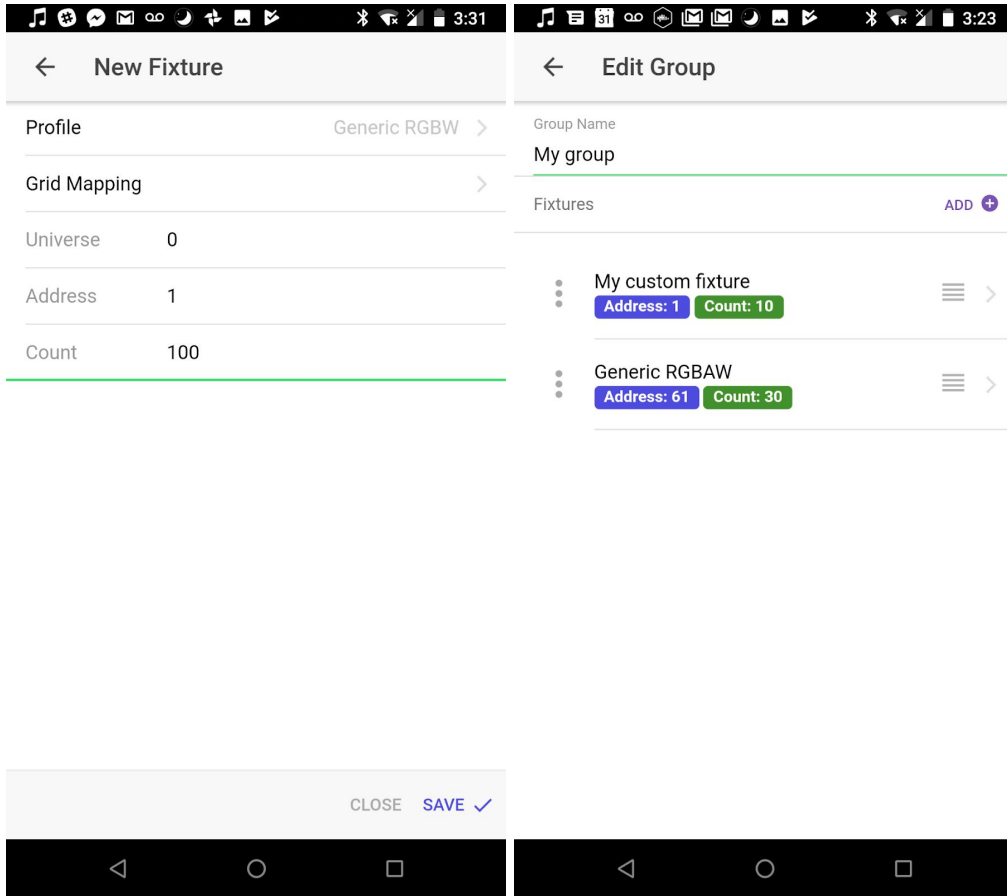 3:31
New Fixture
Profile Generic RGBW
Grid Mapping
Universe 0
Address 1
Count 100
CLOSE SAVE
31 3:23
Edit Group
Group Name
My group
Fixtures ADD
My custom fixture
Address: 1 Count: 10
Generic RGBAW
Address: 61 Count: 30